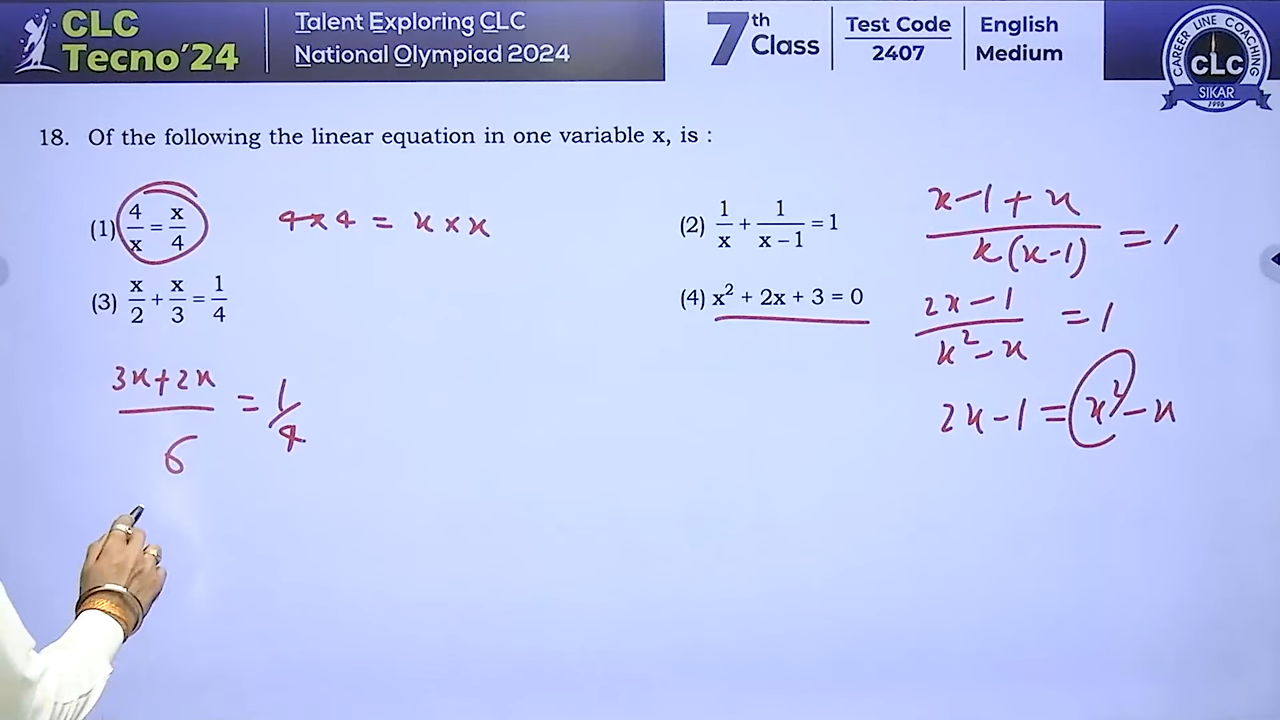 CLC
Tecno'24
Talent Exploring CLC
National Olympiad 2024
7th Class
Test Code
2407
English
Medium
CAREER LINE COACHING
CLC
SIKAR
1996
18. Of the following the linear equation in one variable x, is :
(1) 4/x = x/4
4 x 4 = x x x
(2) 1/x + 1/(x – 1) = 1
(x-1+x)/(x(x-1)) = 1
(3) x/2 + x/3 = 1/4
(4) x² + 2x + 3 = 0
(2x-1)/(x²-x) = 1
(3x+2x)/6 = 1/4
2x-1 = x²-x